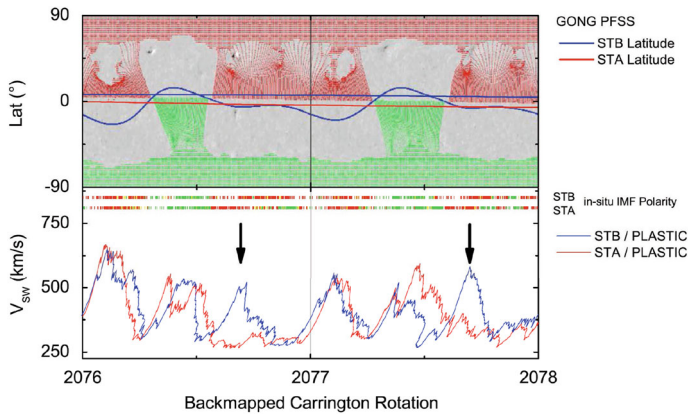 90
0
-90
Lat (°)
GONG PFSS
STB Latitude
STA Latitude
STB
STA
in-situ IMF Polarity
STB / PLASTIC
STA / PLASTIC
750
500
250
V_SW (km/s)
2076
2077
2078
Backmapped Carrington Rotation